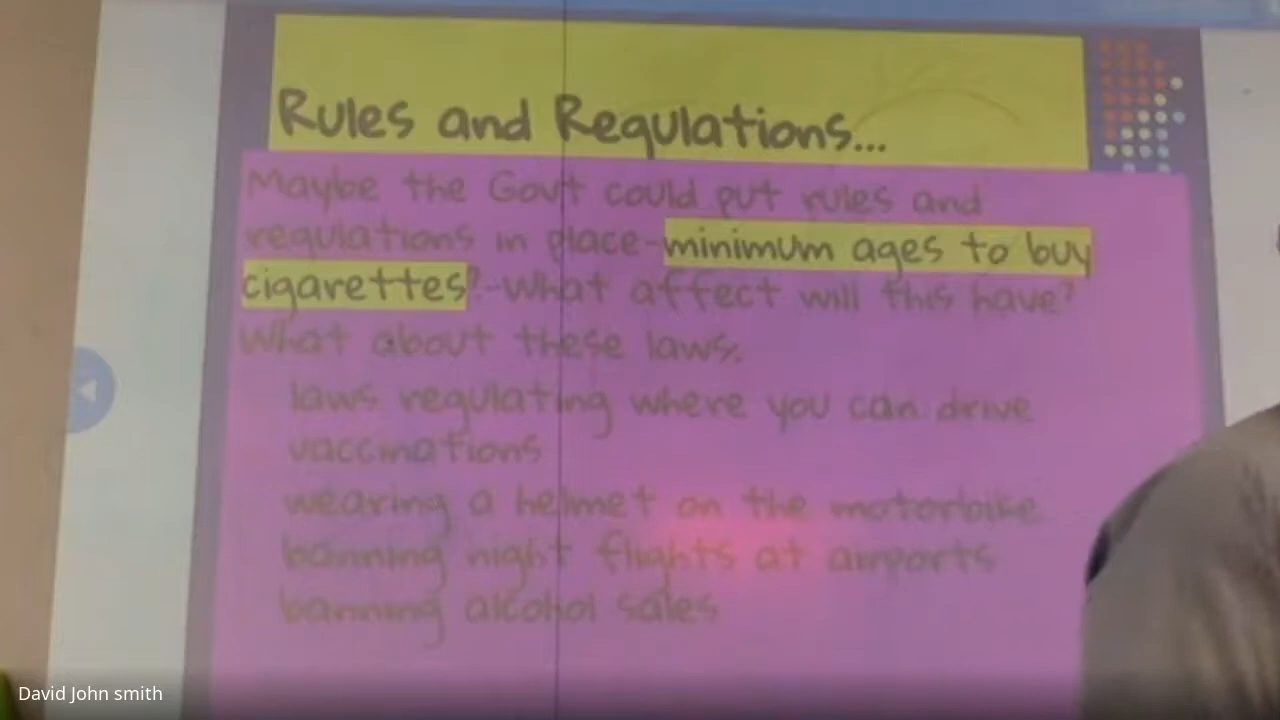 Rules and Regulations...
Maybe the Govt could put rules and
regulations in place-minimum ages to buy
cigarettes?-What affect will this have?
What about these laws:
laws regulating where you can drive
vaccinations
wearing a helmet on the motorbike
banning night flights at airports
banning alcohol sales
David John smith